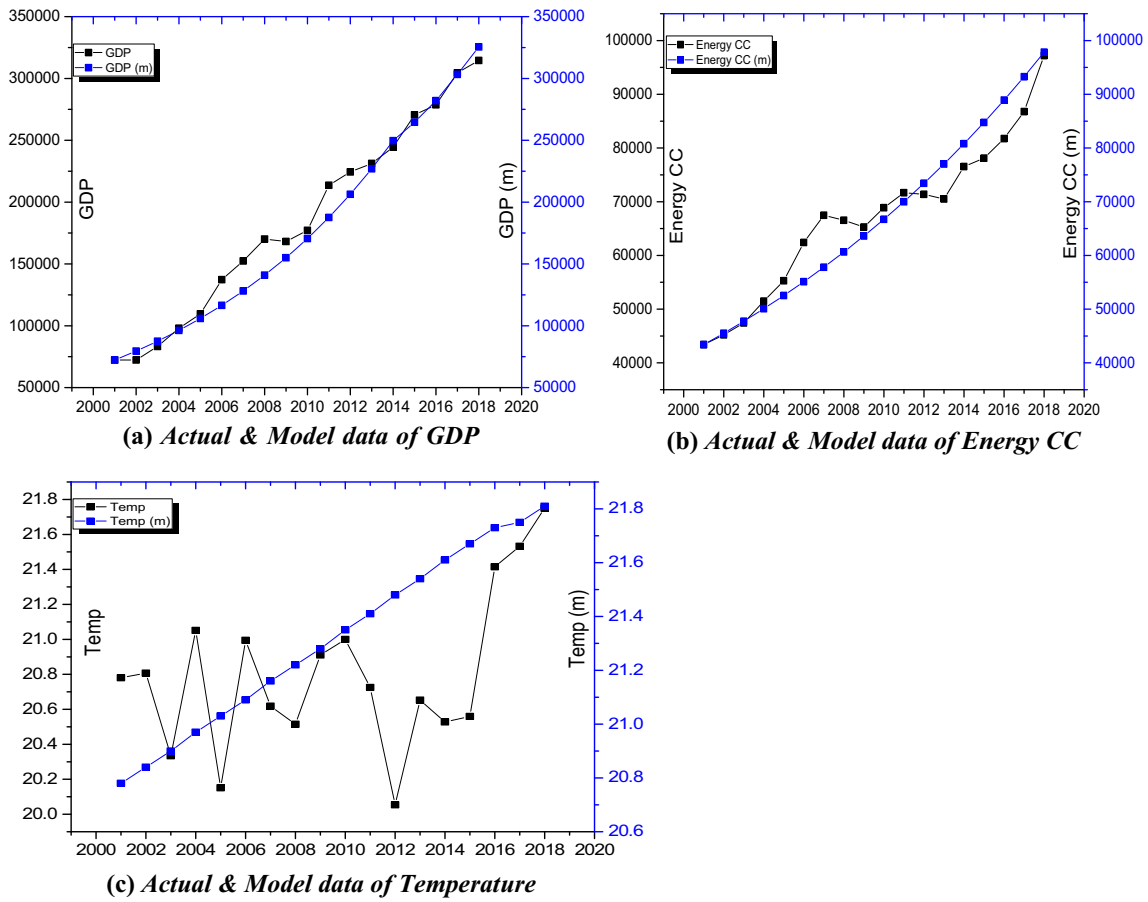 350000
300000
250000
200000
150000
100000
50000
GDP
GDP
GDP (m)
350000
300000
250000
200000
150000
100000
50000
GDP (m)
2000 2002 2004 2006 2008 2010 2012 2014 2016 2018 2020
(a) Actual & Model data of GDP
100000
90000
80000
70000
60000
50000
40000
Energy CC
Energy CC
Energy CC (m)
100000
90000
80000
70000
60000
50000
40000
Energy CC (m)
2000 2002 2004 2006 2008 2010 2012 2014 2016 2018 2020
(b) Actual & Model data of Energy CC
21.8
21.6
21.4
21.2
21.0
20.8
20.6
20.4
20.2
20.0
Temp
Temp
Temp (m)
21.8
21.6
21.4
21.2
21.0
20.8
20.6
Temp (m)
2000 2002 2004 2006 2008 2010 2012 2014 2016 2018 2020
(c) Actual & Model data of Temperature